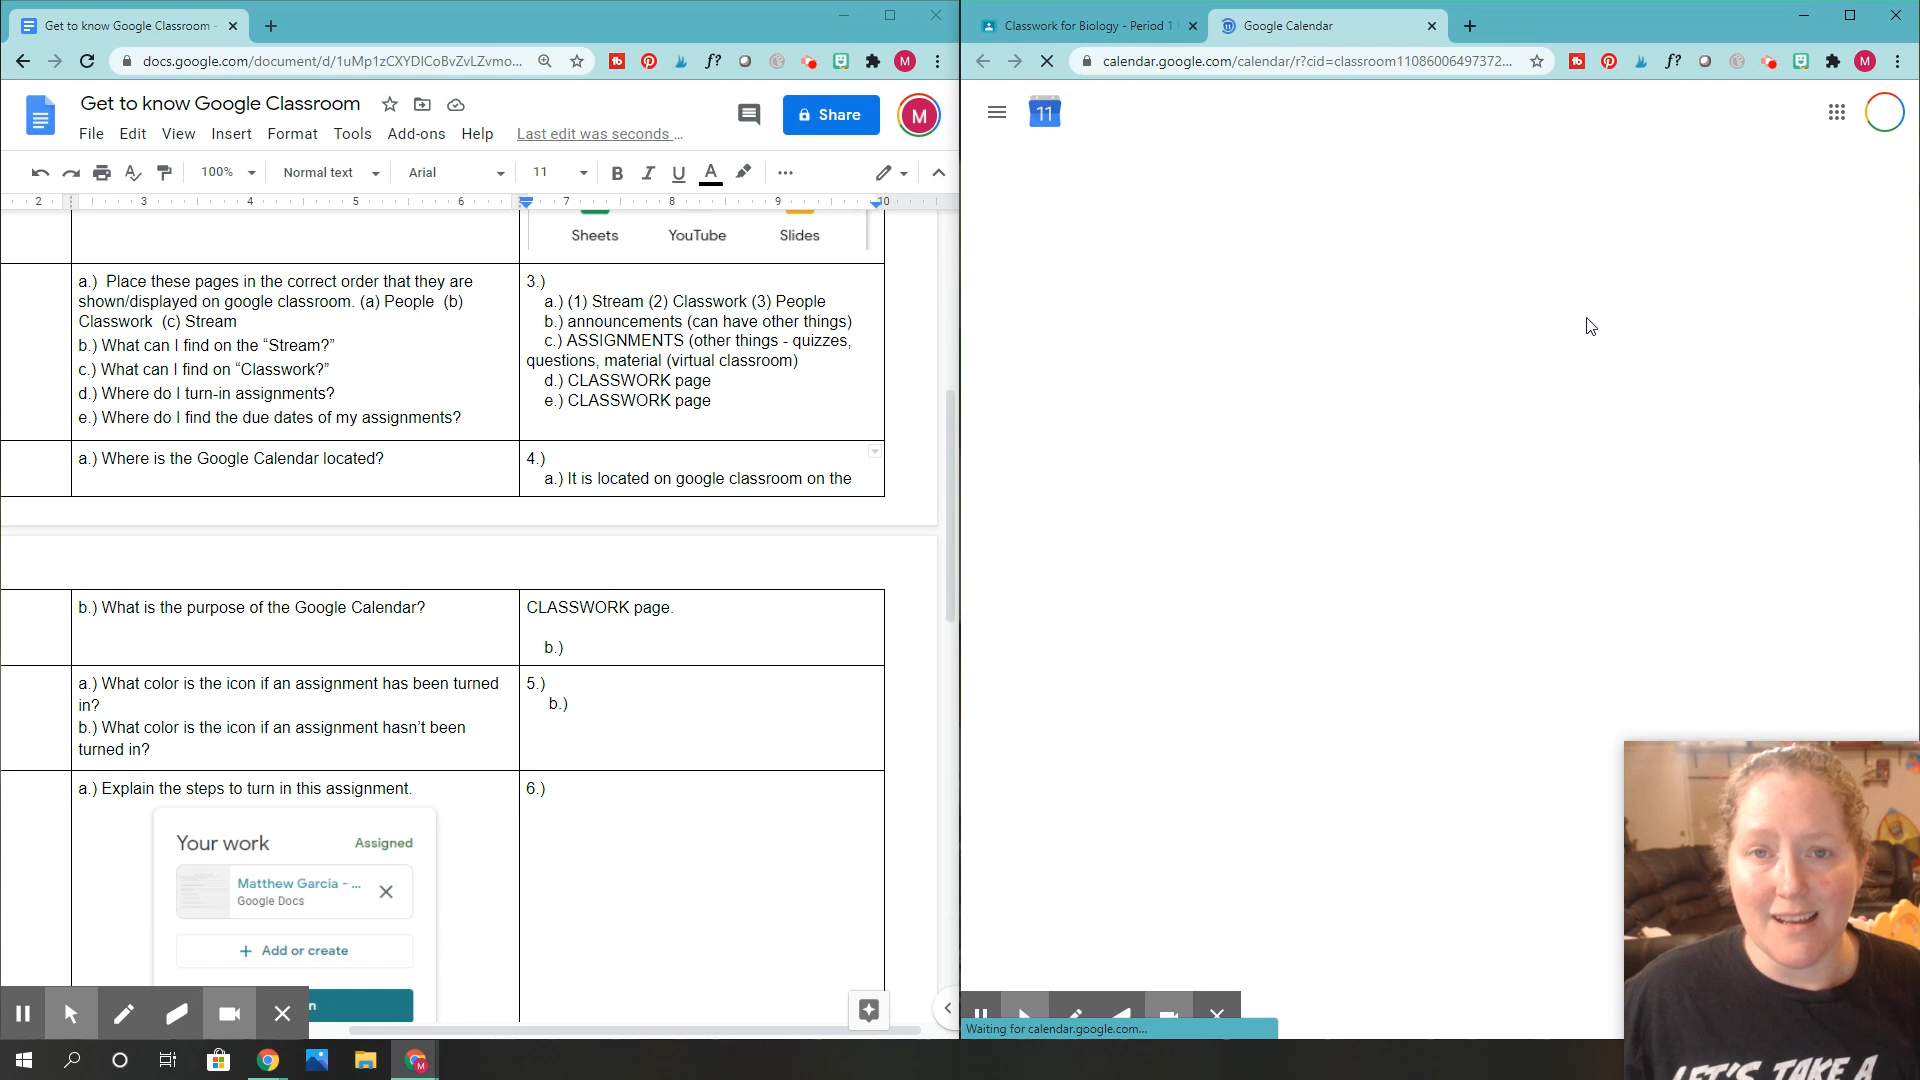 Get to know Google Classroom -
docs.google.com/document/d/1uMp1zCXYDlCoBvZvLZvmo...
Get to know Google Classroom
File Edit View Insert Format Tools Add-ons Help Last edit was seconds ...
Share
M
100% Normal text Arial 11 B I U A
2 3 4 5 6 7 8 9 10
Sheets YouTube Slides
a.) Place these pages in the correct order that they are
shown/displayed on google classroom. (a) People (b)
Classwork (c) Stream
b.) What can I find on the “Stream?”
c.) What can I find on “Classwork?”
d.) Where do I turn-in assignments?
e.) Where do I find the due dates of my assignments?
3.)
a.) (1) Stream (2) Classwork (3) People
b.) announcements (can have other things)
c.) ASSIGNMENTS (other things - quizzes,
questions, material (virtual classroom)
d.) CLASSWORK page
e.) CLASSWORK page
a.) Where is the Google Calendar located?
4.)
a.) It is located on google classroom on the
b.) What is the purpose of the Google Calendar?
CLASSWORK page.
b.)
a.) What color is the icon if an assignment has been turned
in?
b.) What color is the icon if an assignment hasn’t been
turned in?
5.)
b.)
a.) Explain the steps to turn in this assignment.
6.)
Your work Assigned
Matthew Garcia - ...
Google Docs
+ Add or create
n
Classwork for Biology - Period 1
Google Calendar
calendar.google.com/calendar/r?cid=classroom11086006497372...
11
Waiting for calendar.google.com...
LET'S TAKE A